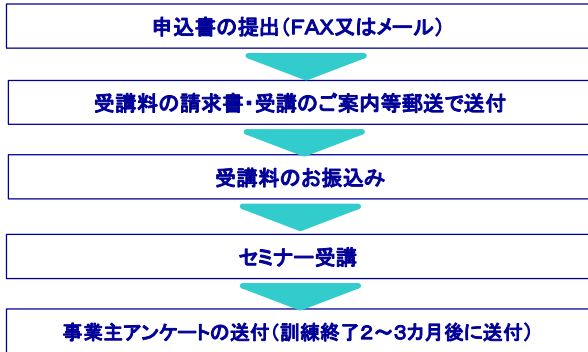 申込書の提出(FAX又はメール)
受講料の請求書・受講のご案内等郵送で送付
受講料のお振込み
セミナー受講
事業主アンケートの送付(訓練終了2～3カ月後に送付)